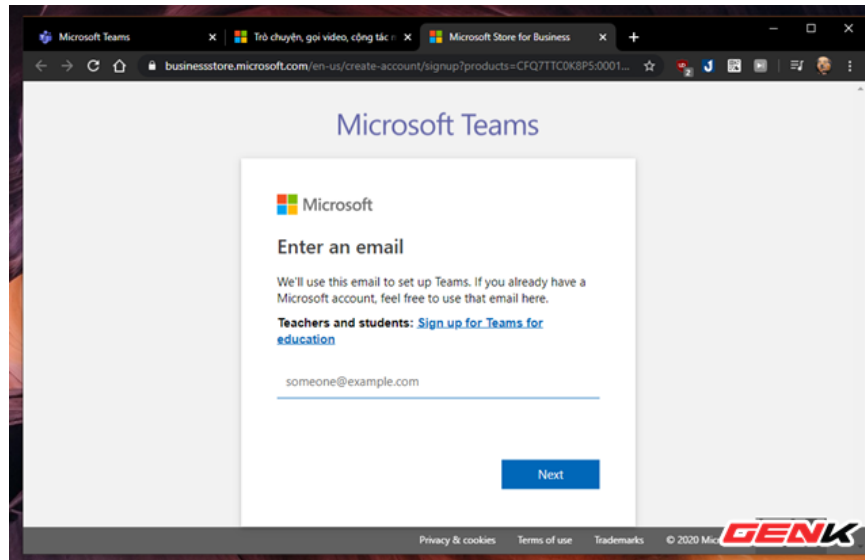 Microsoft Teams
Trò chuyện, gọi video, cộng tác n
Microsoft Store for Business
businessstore.microsoft.com/en-us/create-account/signup?products=CFQ7TTC0K8P5:0001...
2
Microsoft Teams
Microsoft
Enter an email
We'll use this email to set up Teams. If you already have a
Microsoft account, feel free to use that email here.
Teachers and students: Sign up for Teams for
education
someone@example.com
Next
Privacy & cookies Terms of use Trademarks © 2020 Mic
GENK